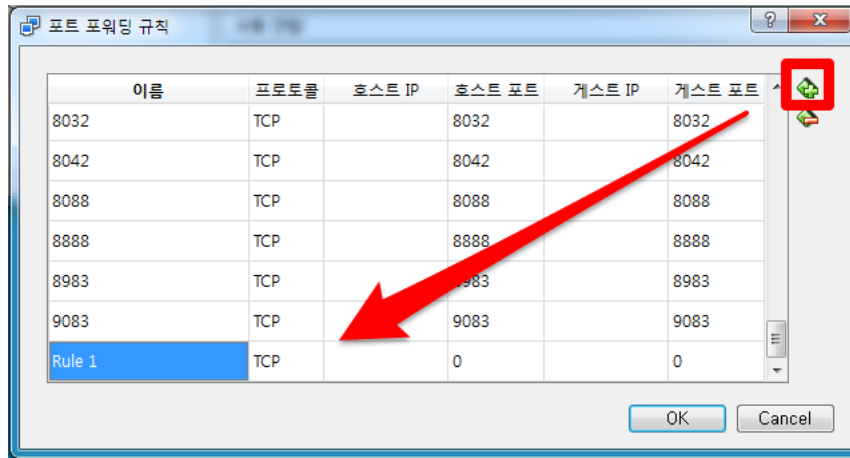 포트 포워딩 규칙
이름 프로토콜 호스트 IP 호스트 포트 게스트 IP 게스트 포트
8032 TCP 8032 8032
8042 TCP 8042 8042
8088 TCP 8088 8088
8888 TCP 8888 8888
8983 TCP 8983 8983
9083 TCP 9083 9083
Rule 1 TCP 0 0
OK Cancel